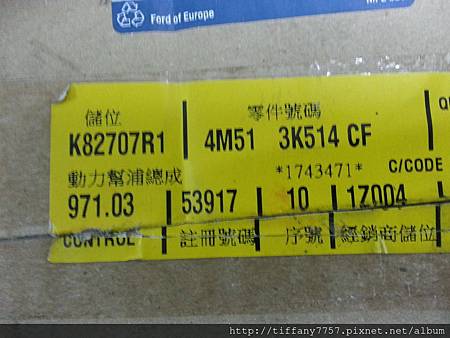 Ford of Europe
儲位 零件號碼
K82707R1 4M51 3K514 CF
動力幫浦總成 *1743471* C/CODE
971.03 53917 10 1Z004
CONTROL 註冊號碼 序號 經銷商儲位
http://tiffany7757.pixnet.net/album